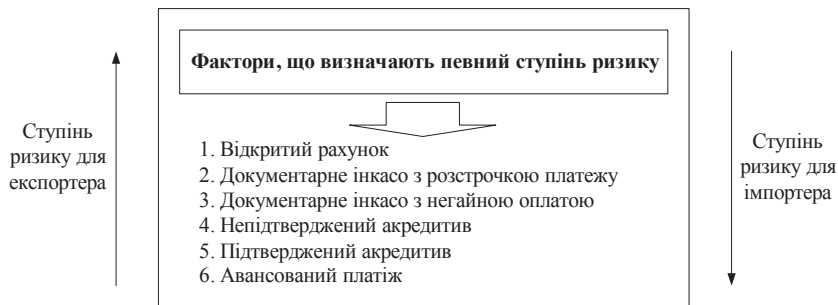 Фактори, що визначають певний ступінь ризику
Ступінь
ризику для
експортера
1. Відкритий рахунок
2. Документарне інкасо з розстрочкою платежу
3. Документарне інкасо з негайною оплатою
4. Непідтверджений акредитив
5. Підтверджений акредитив
6. Авансований платіж
Ступінь
ризику для
імпортера